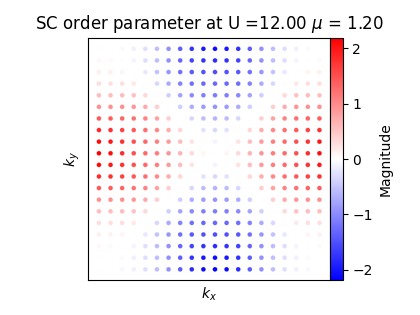 SC order parameter at U =12.00 μ = 1.20
k_y
k_x
2
1
0
−1
−2
Magnitude